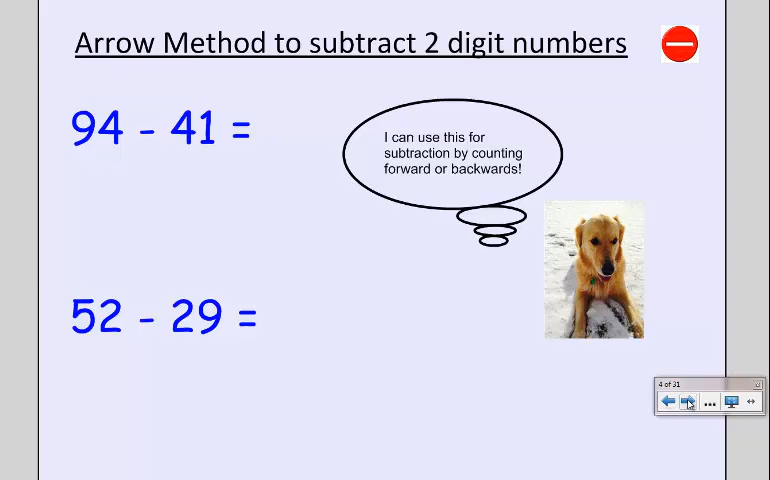 Arrow Method to subtract 2 digit numbers
94 - 41 =
I can use this for
subtraction by counting
forward or backwards!
52 - 29 =
4 of 31
...